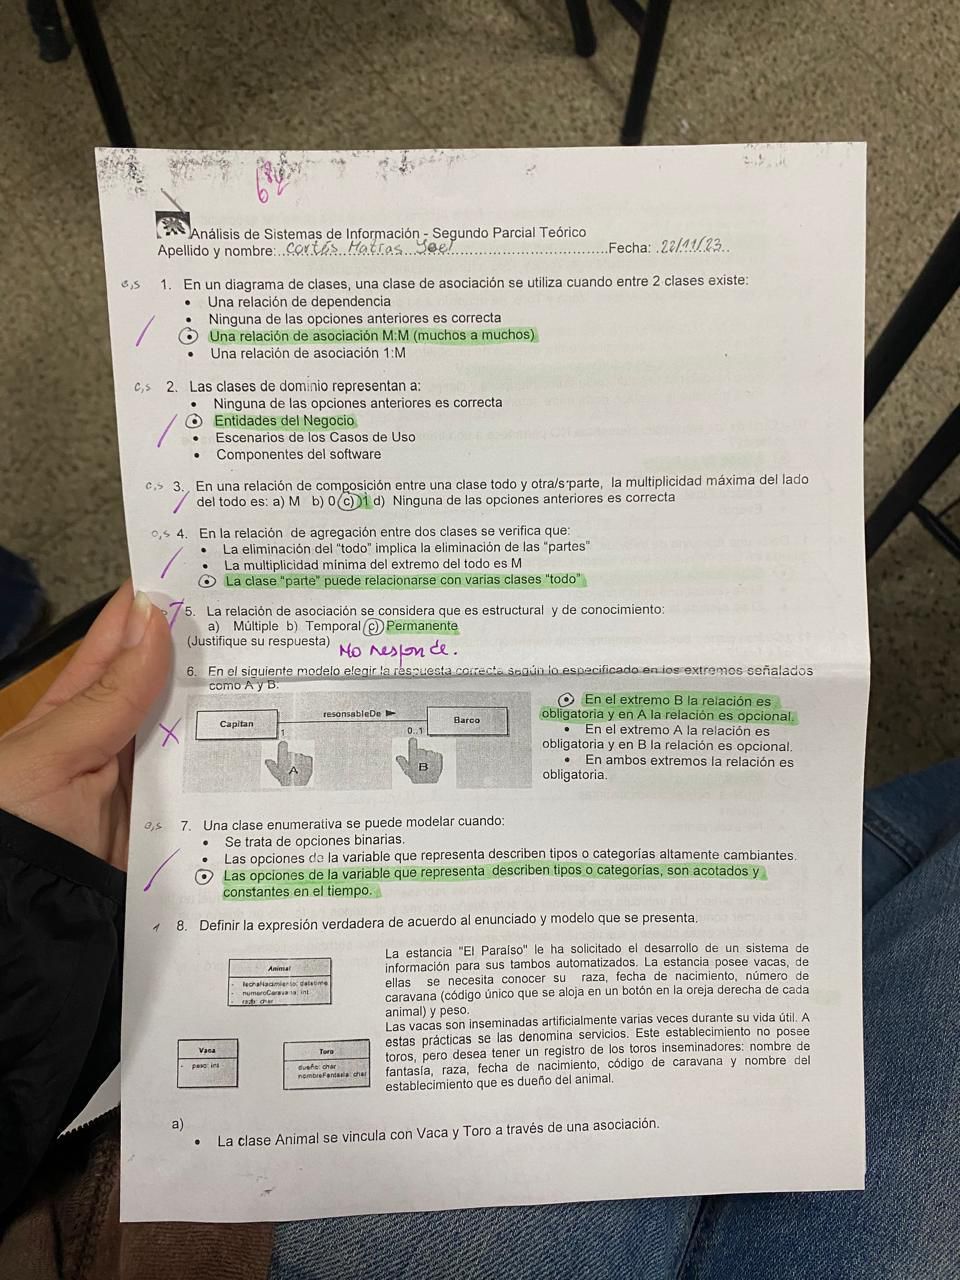 68
Análisis de Sistemas de Información - Segundo Parcial Teórico
Apellido y nombre: Cortés Matias Yoel Fecha: 22/11/23
0,5 1. En un diagrama de clases, una clase de asociación se utiliza cuando entre 2 clases existe:
• Una relación de dependencia
• Ninguna de las opciones anteriores es correcta
• Una relación de asociación M:M (muchos a muchos)
• Una relación de asociación 1:M
0,5 2. Las clases de dominio representan a:
• Ninguna de las opciones anteriores es correcta
• Entidades del Negocio
• Escenarios de los Casos de Uso
• Componentes del software
0,5 3. En una relación de composición entre una clase todo y otra/s parte, la multiplicidad máxima del lado
del todo es: a) M b) 0 c) 1 d) Ninguna de las opciones anteriores es correcta
0,5 4. En la relación de agregación entre dos clases se verifica que:
• La eliminación del "todo" implica la eliminación de las "partes"
• La multiplicidad mínima del extremo del todo es M
• La clase "parte" puede relacionarse con varias clases "todo"
5. La relación de asociación se considera que es estructural y de conocimiento:
a) Múltiple b) Temporal c) Permanente
(Justifique su respuesta) No responde.
6. En el siguiente modelo elegir la respuesta correcta según lo especificado en los extremos señalados
como A y B.
Capitan
resonsableDe
Barco
1
0..1
A
B
• En el extremo B la relación es
obligatoria y en A la relación es opcional.
• En el extremo A la relación es
obligatoria y en B la relación es opcional.
• En ambos extremos la relación es
obligatoria.
0,5 7. Una clase enumerativa se puede modelar cuando:
• Se trata de opciones binarias.
• Las opciones de la variable que representa describen tipos o categorías altamente cambiantes.
• Las opciones de la variable que representa describen tipos o categorías, son acotados y
constantes en el tiempo.
1 8. Definir la expresión verdadera de acuerdo al enunciado y modelo que se presenta.
Animal
- fechaNacimiento: datetime
- numeroCaravana: int
- raza: char
Vaca
- peso: int
Toro
- dueño: char
- nombreFantasia: char
La estancia "El Paraíso" le ha solicitado el desarrollo de un sistema de
información para sus tambos automatizados. La estancia posee vacas, de
ellas se necesita conocer su raza, fecha de nacimiento, número de
caravana (código único que se aloja en un botón en la oreja derecha de cada
animal) y peso.
Las vacas son inseminadas artificialmente varias veces durante su vida útil. A
estas prácticas se las denomina servicios. Este establecimiento no posee
toros, pero desea tener un registro de los toros inseminadores: nombre de
fantasía, raza, fecha de nacimiento, código de caravana y nombre del
establecimiento que es dueño del animal.
a)
• La clase Animal se vincula con Vaca y Toro a través de una asociación.